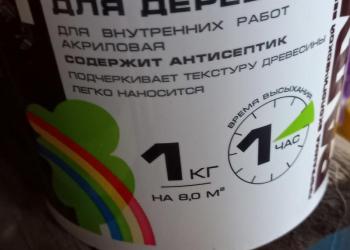 ДЛЯ ДЕРЕ
ДЛЯ ВНУТРЕННИХ РАБОТ
АКРИЛОВАЯ
СОДЕРЖИТ АНТИСЕПТИК
ПОДЧЕРКИВАЕТ ТЕКСТУРУ ДРЕВЕСИНЫ
ЛЕГКО НАНОСИТСЯ
1 КГ
НА 8,0 М²
ВРЕМЯ ВЫСЫХАНИЯ
1 ЧАС